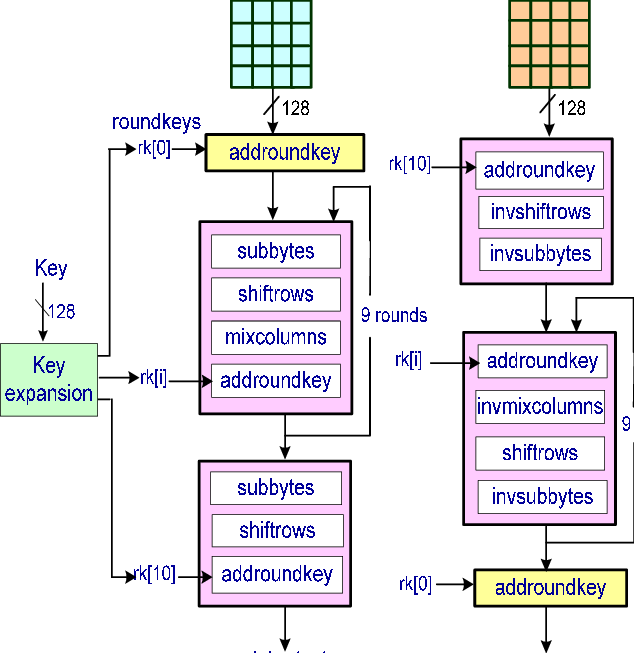 128
roundkeys
rk[0]
addroundkey
subbytes
shiftrows
mixcolumns
addroundkey
9 rounds
Key
128
Key
expansion
rk[i]
subbytes
shiftrows
addroundkey
rk[10]
128
rk[10]
addroundkey
invshiftrows
invsubbytes
rk[i]
addroundkey
invmixcolumns
shiftrows
invsubbytes
9
rk[0]
addroundkey